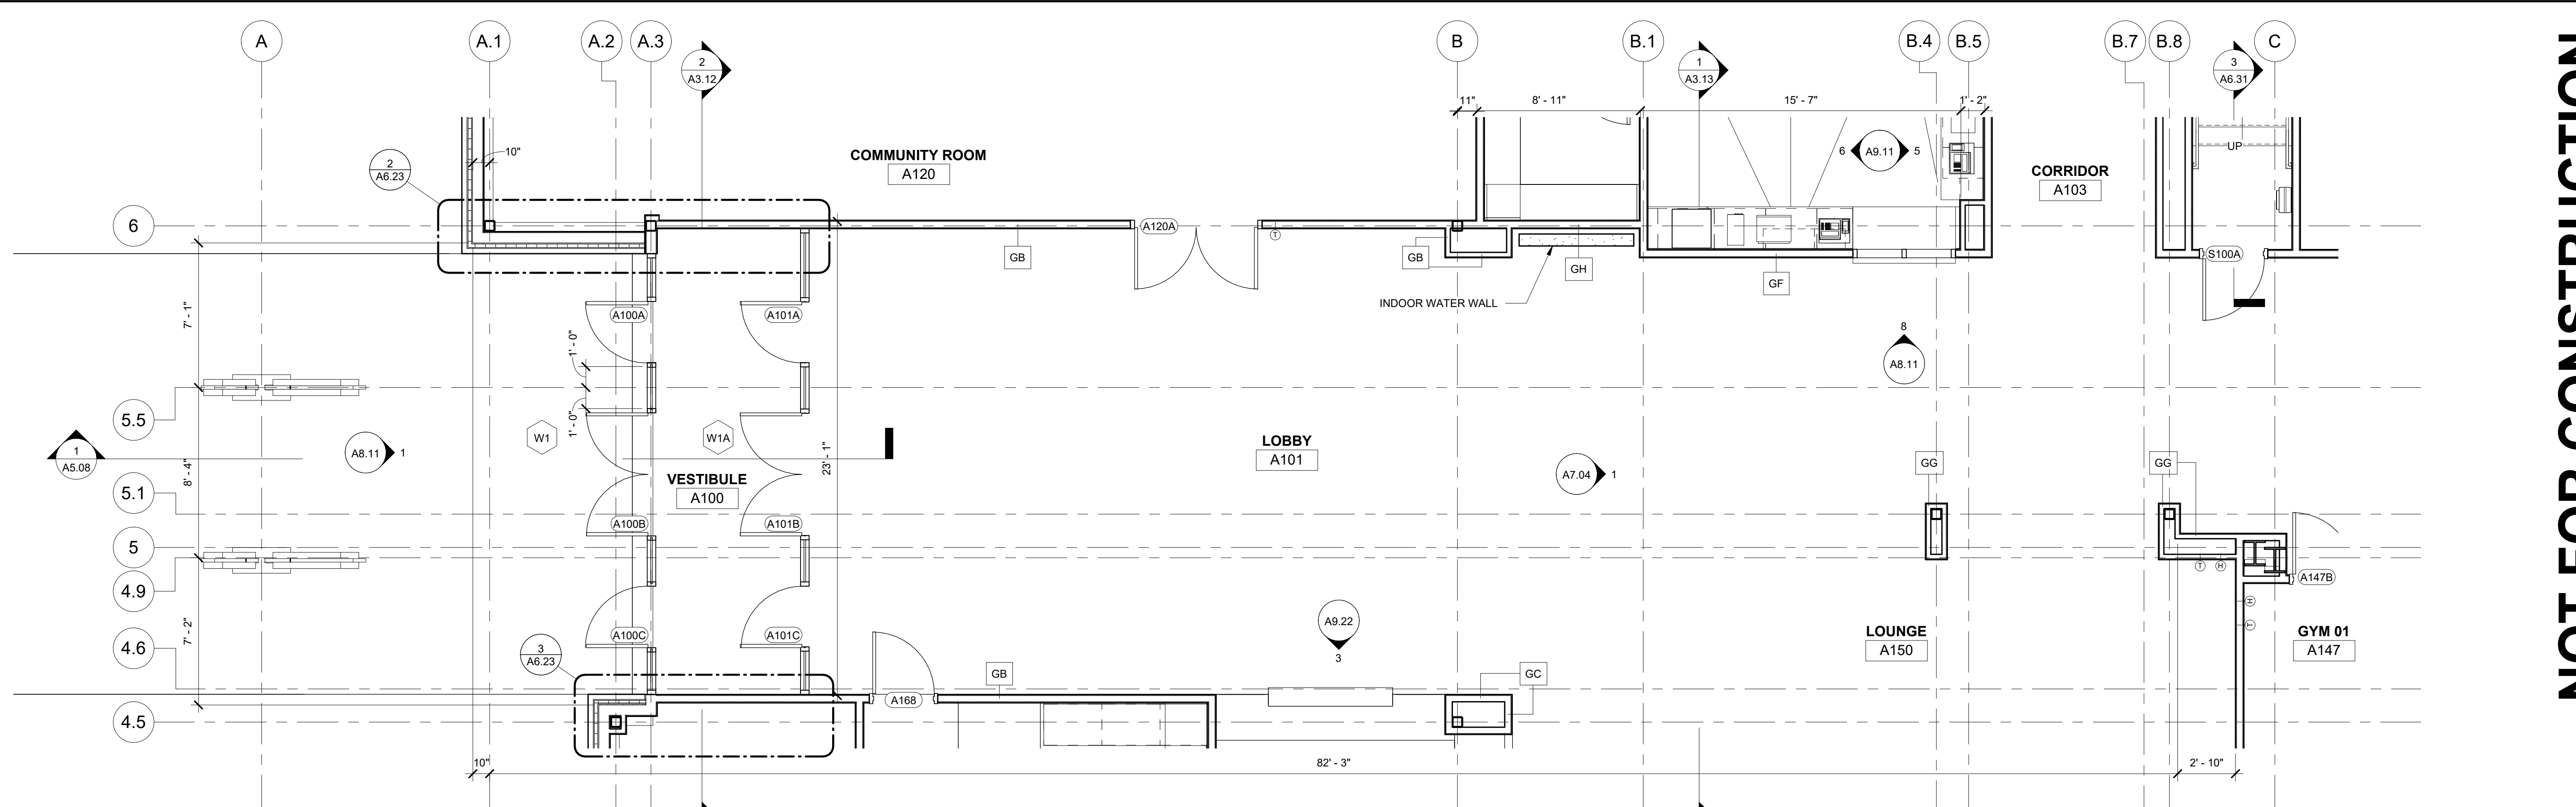 A
A.1
A.2
A.3
B
B.1
B.4
B.5
B.7
B.8
C
2
A3.12
1
A3.13
3
A6.31
11"
8' - 11"
15' - 7"
1' - 2"
10"
2
A6.23
COMMUNITY ROOM
A120
6
A9.11
5
UP
CORRIDOR
A103
6
A120A
T
GB
GB
GH
GF
S100A
INDOOR WATER WALL
7' - 1"
A100A
A101A
8
A8.11
1' - 0"
1' - 0"
5.5
1
A5.08
A8.11
1
W1
W1A
23' - 1"
LOBBY
A101
A7.04
1
GG
GG
8' - 4"
VESTIBULE
A100
5.1
A100B
A101B
5
4.9
T
H
A147B
H
T
7' - 2"
A100C
A101C
A9.22
3
LOUNGE
A150
GYM 01
A147
4.6
3
A6.23
GB
GC
A168
4.5
10"
82' - 3"
2' - 10"
NOT FOR CONSTRUCTION